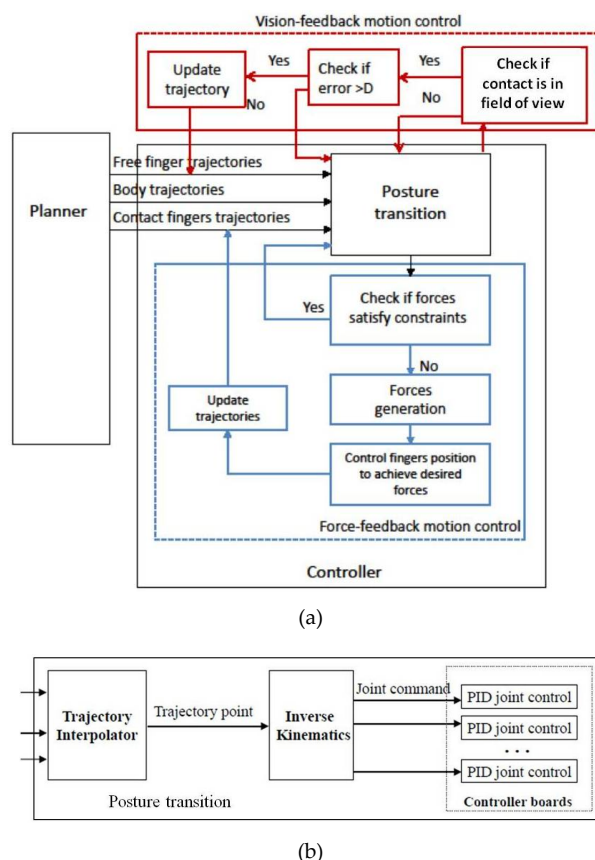 Vision-feedback motion control
Update
trajectory
Yes
Check if
error >D
Yes
Check if
contact is in
field of view
No
No
Planner
Free finger trajectories
Body trajectories
Contact fingers trajectories
Posture
transition
Yes
Check if forces
satisfy constraints
No
Forces
generation
Update
trajectories
Control fingers position
to achieve desired
forces
Force-feedback motion control
Controller
(a)
Trajectory
Interpolator
Trajectory point
Inverse
Kinematics
Joint command
PID joint control
PID joint control
...
PID joint control
Controller boards
Posture transition
(b)